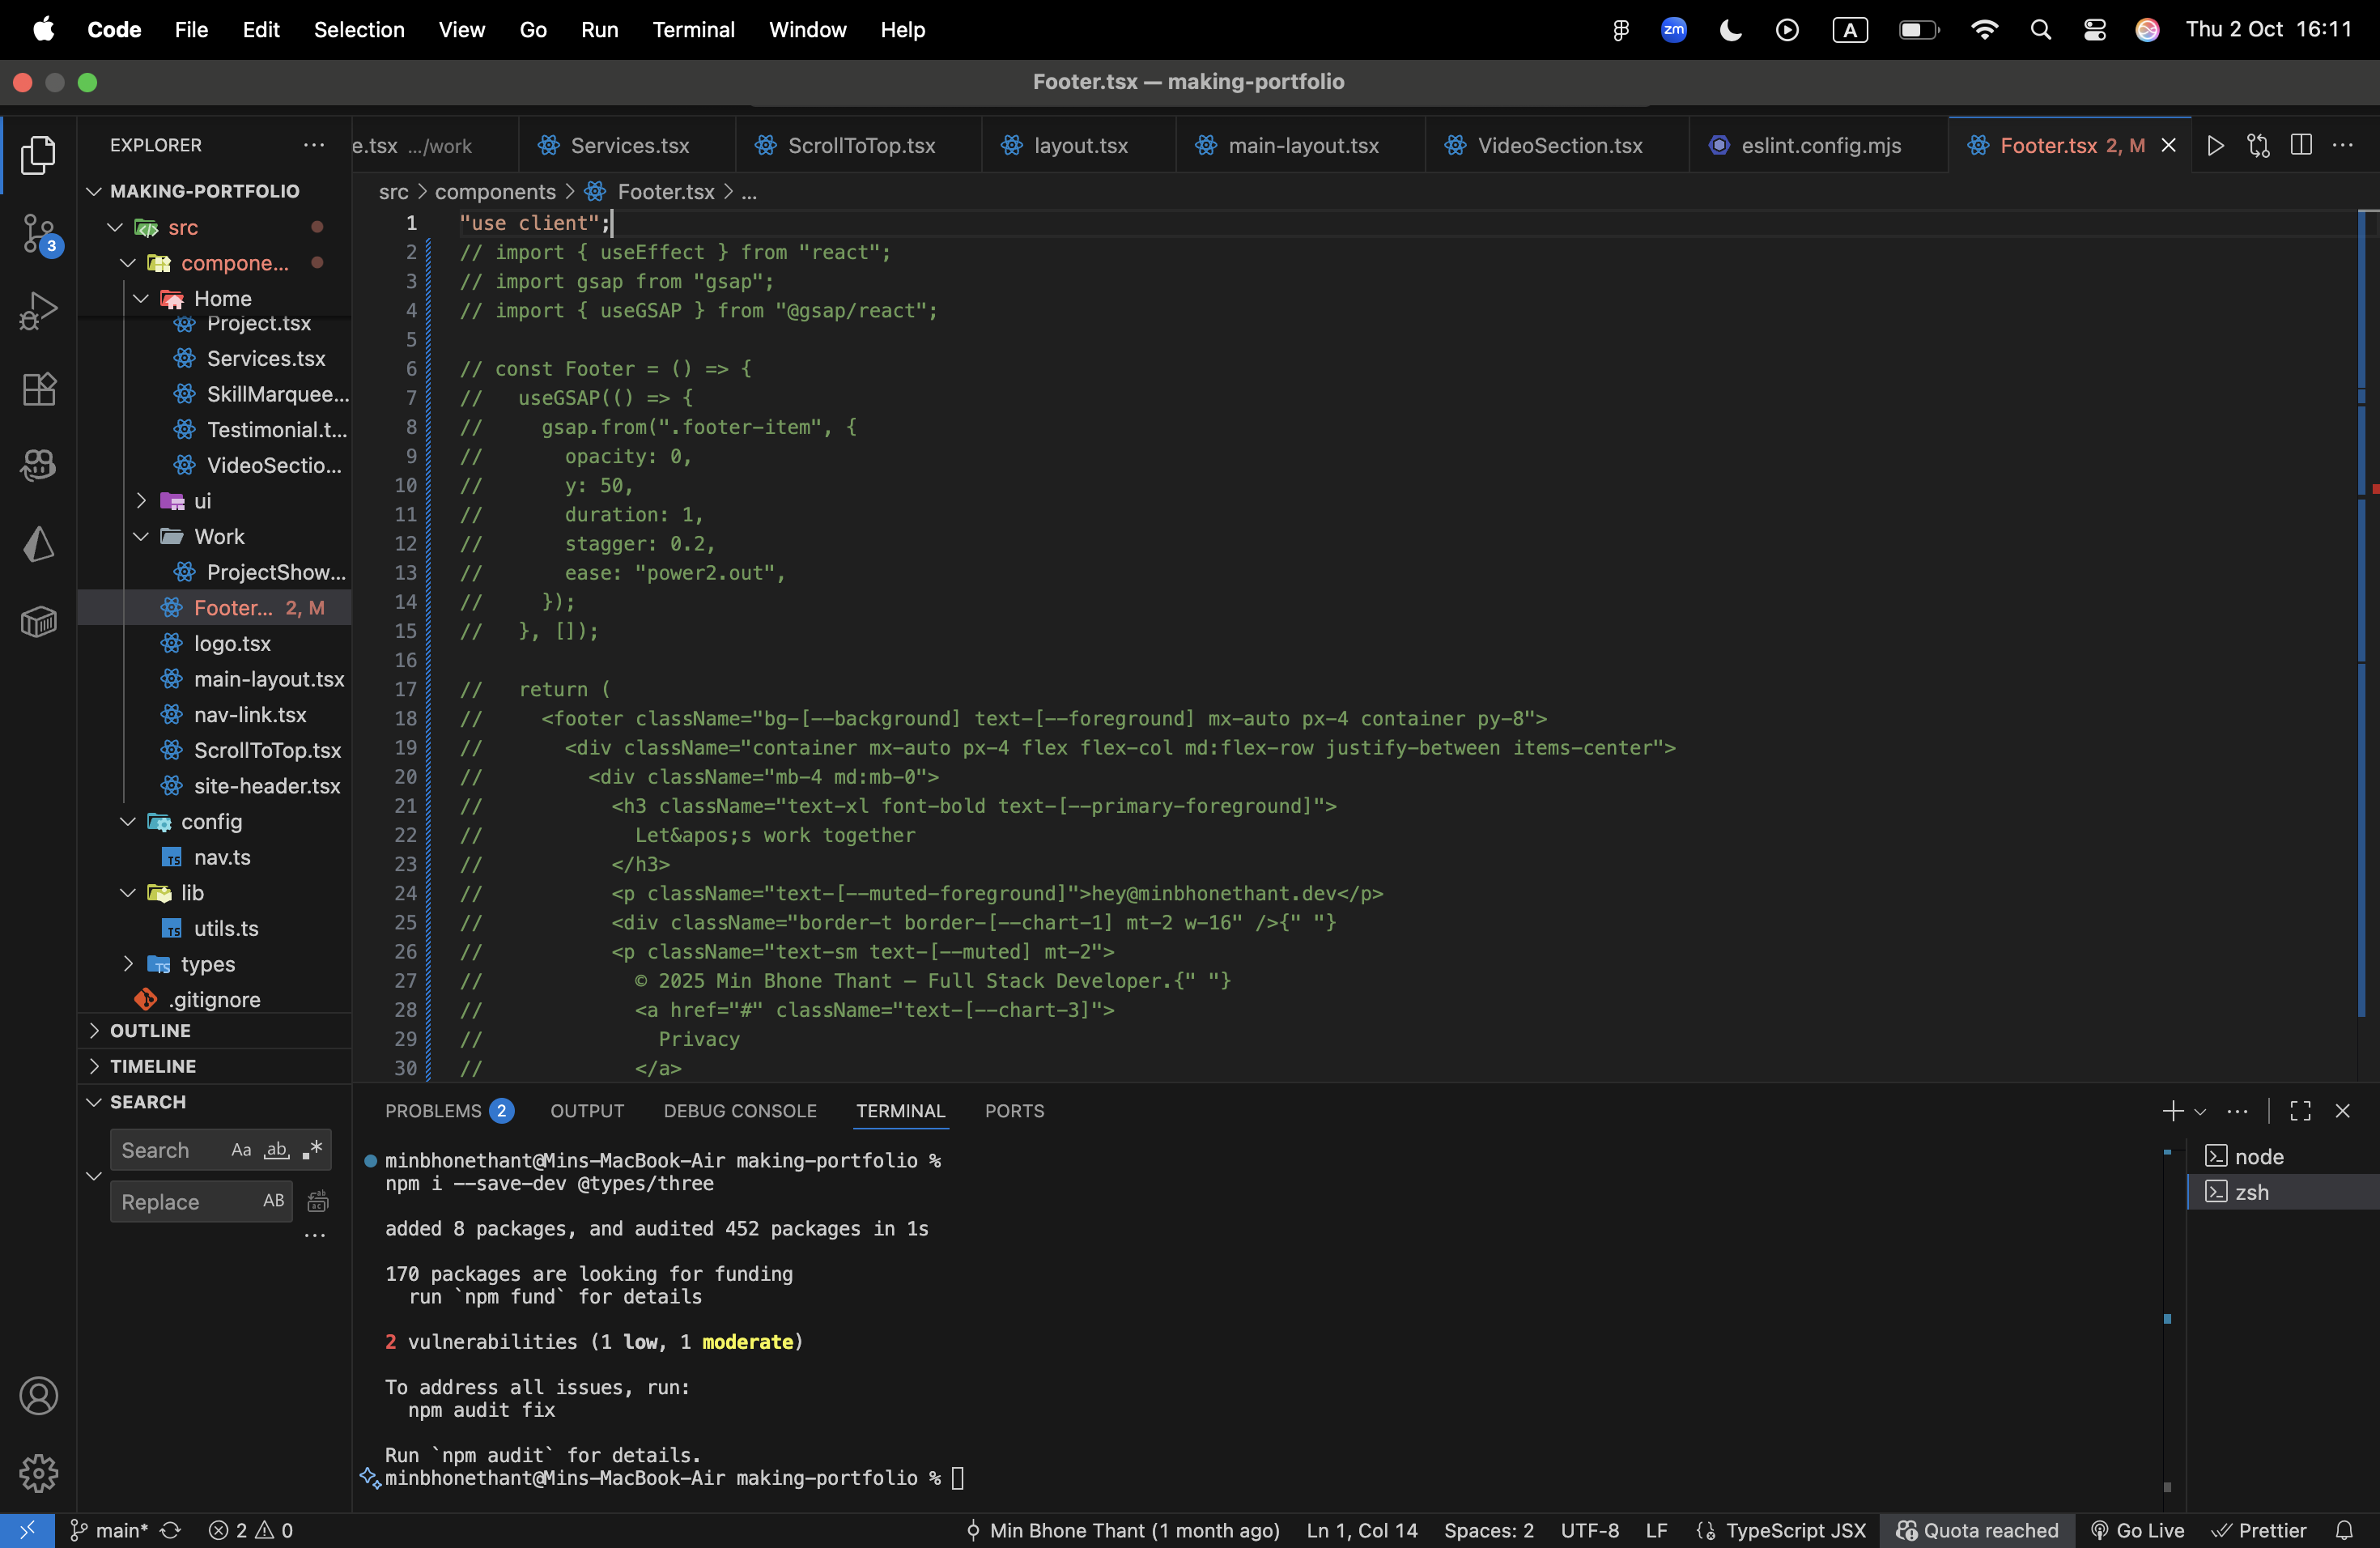 Code File Edit Selection View Go Run Terminal Window Help
zm A Thu 2 Oct 16:11
Footer.tsx — making-portfolio
EXPLORER
e.tsx .../work Services.tsx ScrollToTop.tsx layout.tsx main-layout.tsx VideoSection.tsx eslint.config.mjs Footer.tsx 2, M
src > components > Footer.tsx > ...
MAKING-PORTFOLIO
src
compone...
Home
Project.tsx
Services.tsx
SkillMarquee...
Testimonial.t...
VideoSectio...
ui
Work
ProjectShow...
Footer... 2, M
logo.tsx
main-layout.tsx
nav-link.tsx
ScrollToTop.tsx
site-header.tsx
config
TS nav.ts
lib
TS utils.ts
TS types
.gitignore
OUTLINE
TIMELINE
SEARCH
Search Aa ab .*
Replace AB
3
1 "use client";
2 // import { useEffect } from "react";
3 // import gsap from "gsap";
4 // import { useGSAP } from "@gsap/react";
5
6 // const Footer = () => {
7 //   useGSAP(() => {
8 //     gsap.from(".footer-item", {
9 //       opacity: 0,
10 //       y: 50,
11 //       duration: 1,
12 //       stagger: 0.2,
13 //       ease: "power2.out",
14 //     });
15 //   }, []);
16
17 //   return (
18 //     <footer className="bg-[--background] text-[--foreground] mx-auto px-4 container py-8">
19 //       <div className="container mx-auto px-4 flex flex-col md:flex-row justify-between items-center">
20 //         <div className="mb-4 md:mb-0">
21 //           <h3 className="text-xl font-bold text-[--primary-foreground]">
22 //             Let&apos;s work together
23 //           </h3>
24 //           <p className="text-[--muted-foreground]">hey@minbhonethant.dev</p>
25 //           <div className="border-t border-[--chart-1] mt-2 w-16" />{" "}
26 //           <p className="text-sm text-[--muted] mt-2">
27 //             © 2025 Min Bhone Thant — Full Stack Developer.{" "}
28 //             <a href="#" className="text-[--chart-3]">
29 //               Privacy
30 //             </a>
PROBLEMS 2 OUTPUT DEBUG CONSOLE TERMINAL PORTS
minbhonethant@Mins-MacBook-Air making-portfolio %
npm i --save-dev @types/three
added 8 packages, and audited 452 packages in 1s
170 packages are looking for funding
run `npm fund` for details
2 vulnerabilities (1 low, 1 moderate)
To address all issues, run:
npm audit fix
Run `npm audit` for details.
minbhonethant@Mins-MacBook-Air making-portfolio %
node
zsh
main* 2 0 Min Bhone Thant (1 month ago) Ln 1, Col 14 Spaces: 2 UTF-8 LF TypeScript JSX Quota reached Go Live Prettier